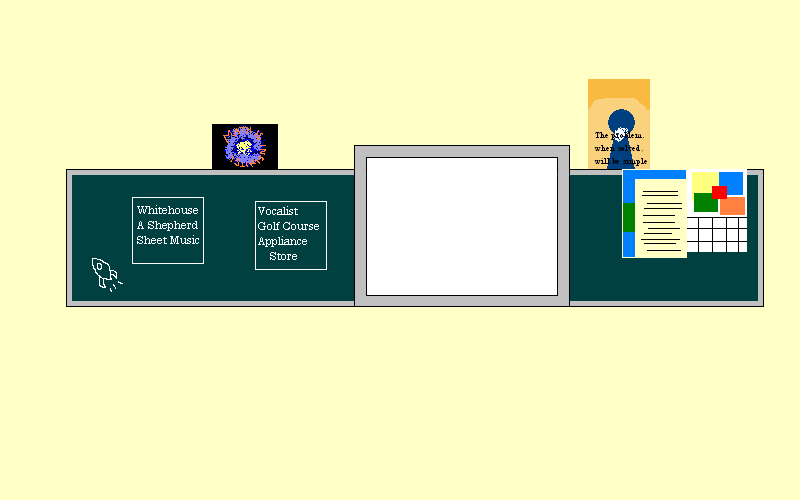 The problem,
when solved,
will be simple
Whitehouse
A Shepherd
Sheet Music
Vocalist
Golf Course
Appliance
Store